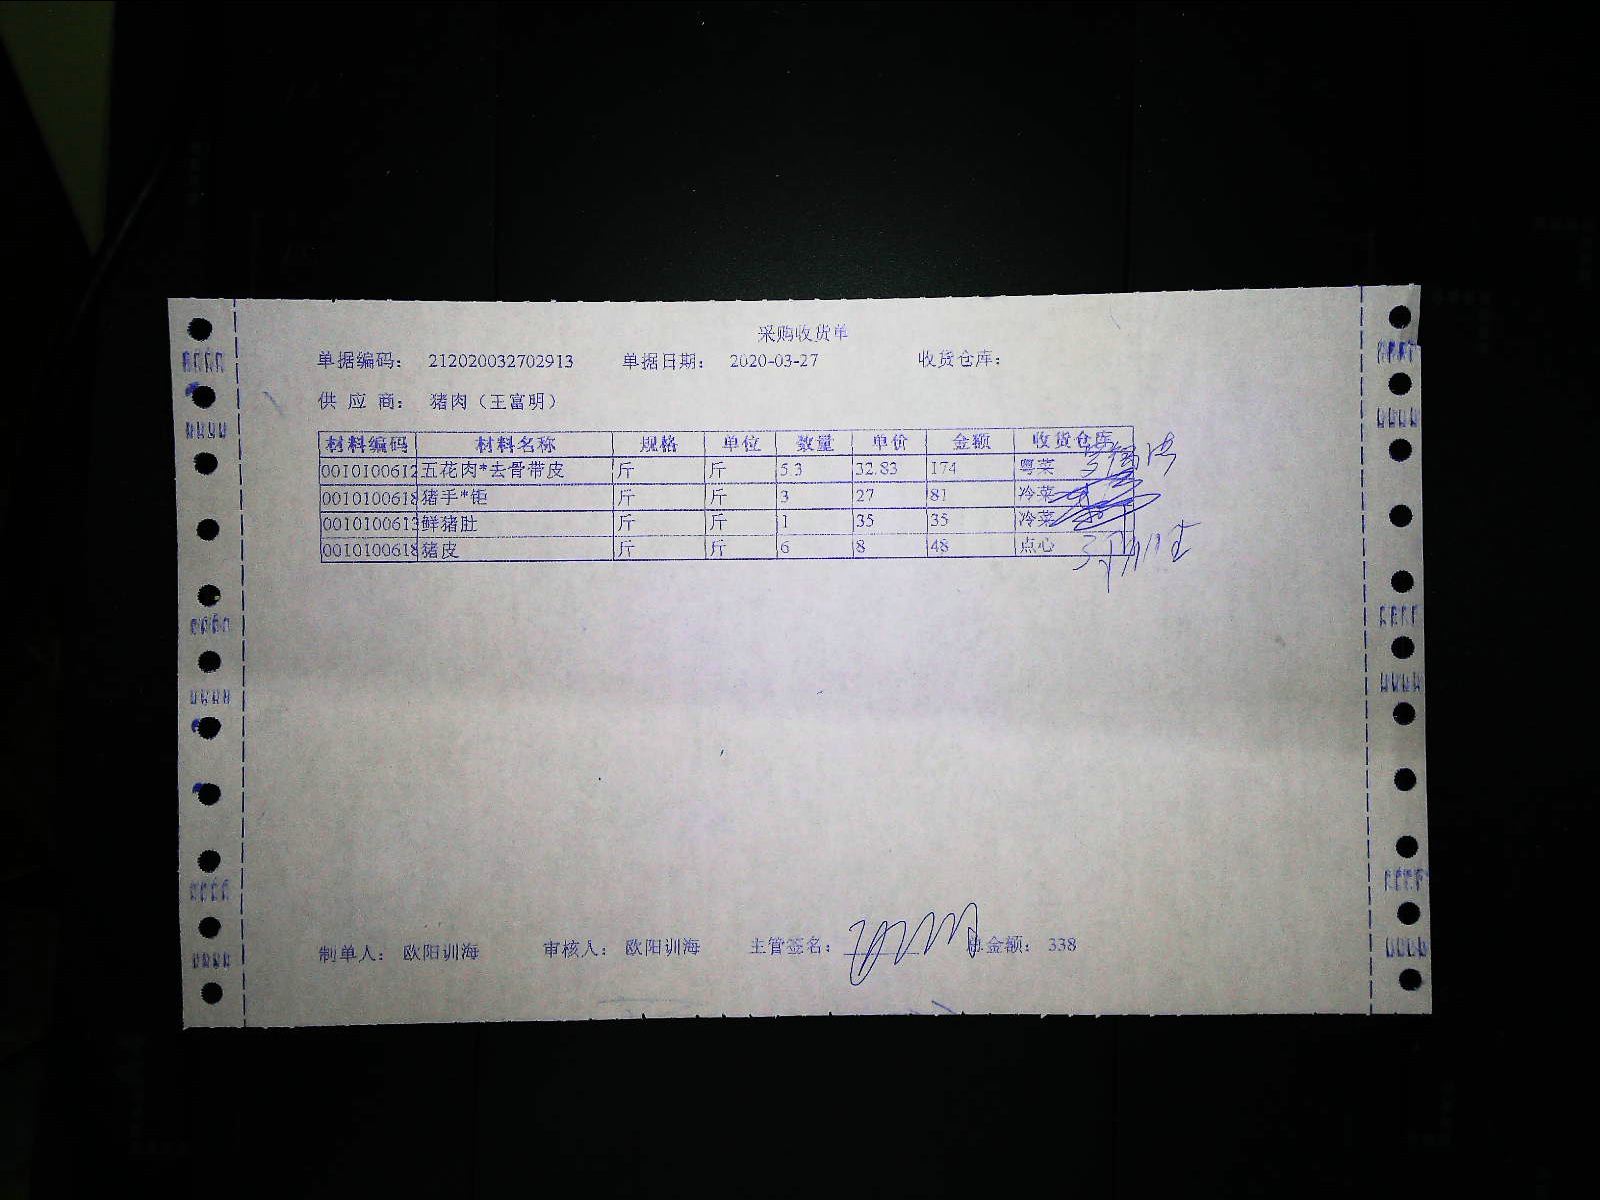 采购收货单
单据编码： 212020032702913 单据日期： 2020-03-27 收货仓库：
供 应 商： 猪肉（王富明）
材料编码 材料名称 规格 单位 数量 单价 金额 收货仓库
0010100612 五花肉*去骨带皮 斤 斤 5.3 32.83 174 粤菜
0010100618 猪手*钜 斤 斤 3 27 81 冷菜
0010100613 鲜猪肚 斤 斤 1 35 35 冷菜
0010100618 猪皮 斤 斤 6 8 48 点心
制单人： 欧阳训海 审核人： 欧阳训海 主管签名： 总金额： 338